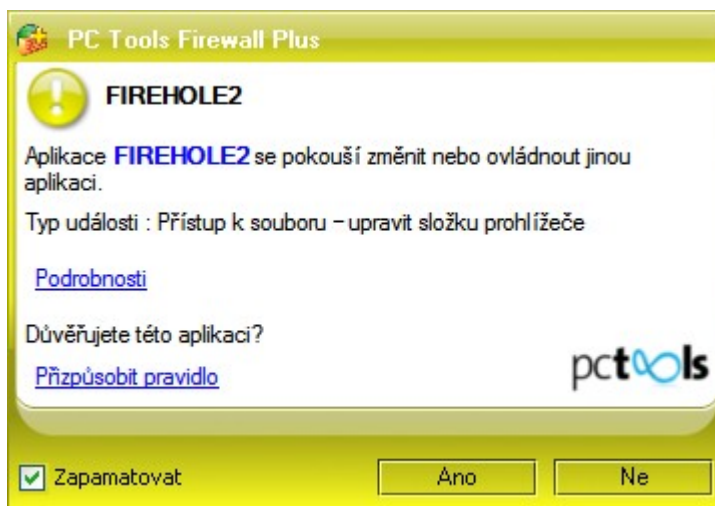 PC Tools Firewall Plus
FIREHOLE2
Aplikace FIREHOLE2 se pokouší změnit nebo ovládnout jinou
aplikaci.
Typ události : Přístup k souboru – upravit složku prohlížeče
Podrobnosti
Důvěřujete této aplikaci?
Přizpůsobit pravidlo
pctools
Zapamatovat
Ano
Ne